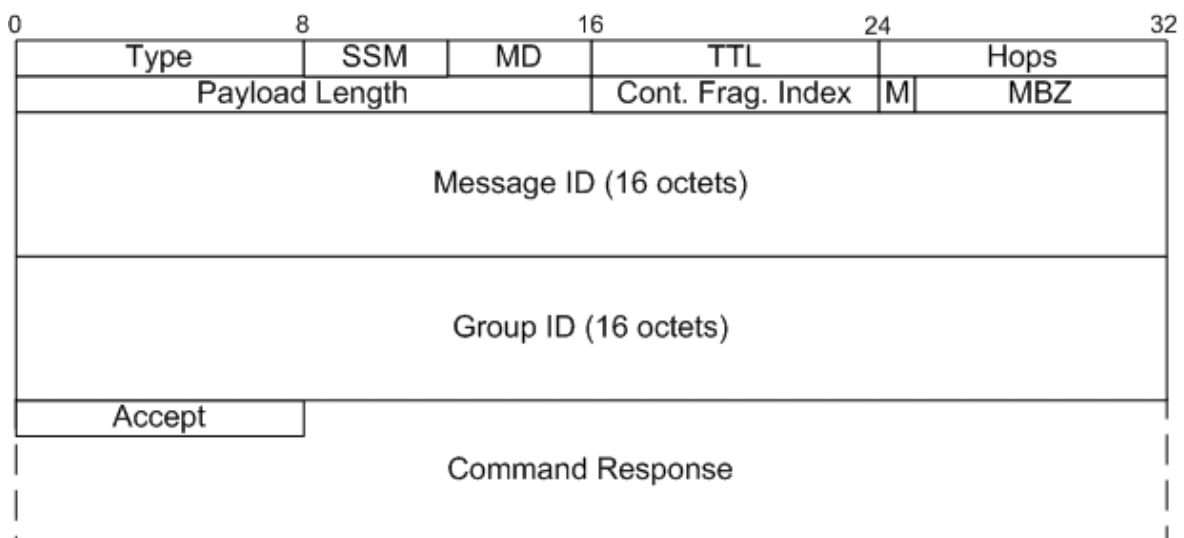 0 8 16 24 32
Type SSM MD TTL Hops
Payload Length Cont. Frag. Index M MBZ
Message ID (16 octets)
Group ID (16 octets)
Accept
Command Response